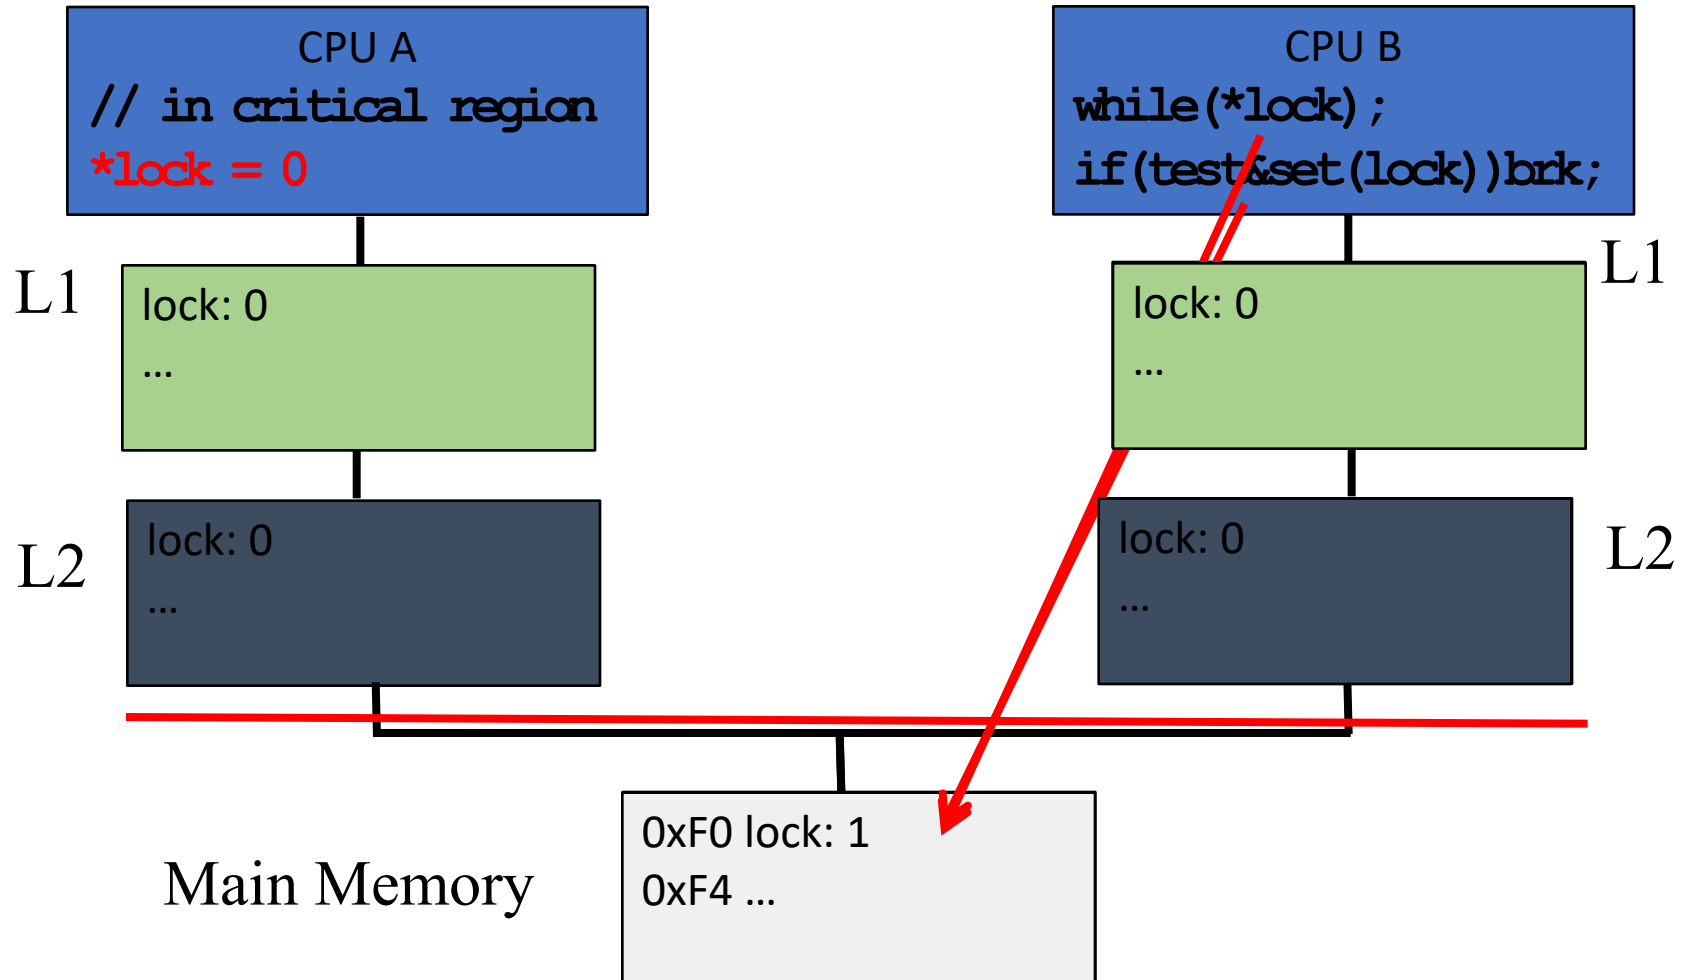 CPU A
// in critical region
*lock = 0
CPU B
while(*lock);
if(test&set(lock))brk;
L1
lock: 0
...
lock: 0
...
L1
L2
lock: 0
...
lock: 0
...
L2
Main Memory
0xF0 lock: 1
0xF4 ...